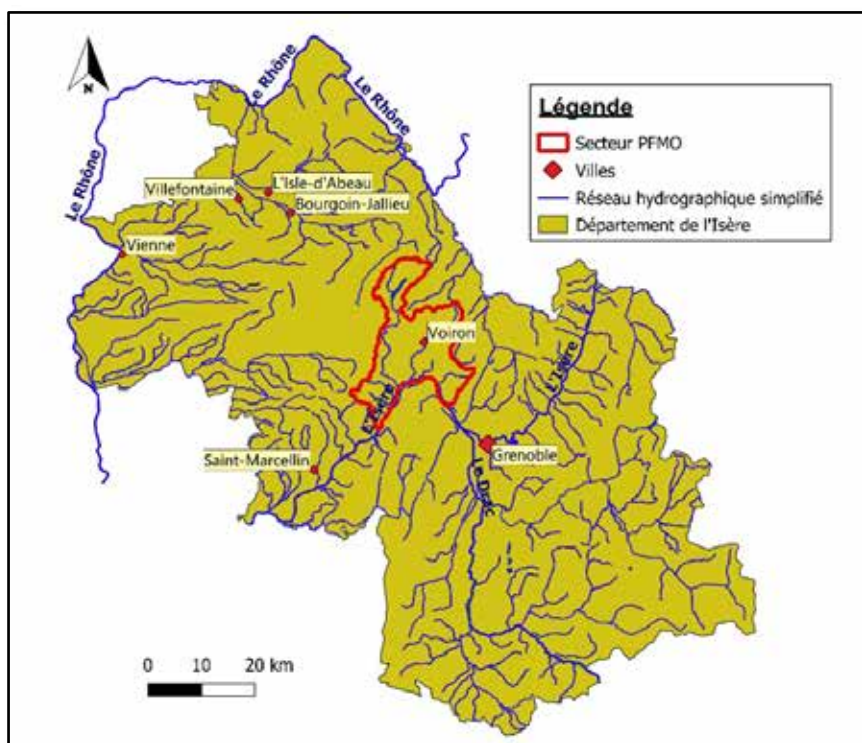 N
Le Rhône
Le Rhône
Le Rhône
Légende
Secteur PFMO
Villes
Réseau hydrographique simplifié
Département de l'Isère
L'Isle-d'Abeau
Villefontaine
Bourgoin-Jallieu
Vienne
Voiron
L'Isère
L'Isère
Saint-Marcellin
Grenoble
Le Drac
0 10 20 km